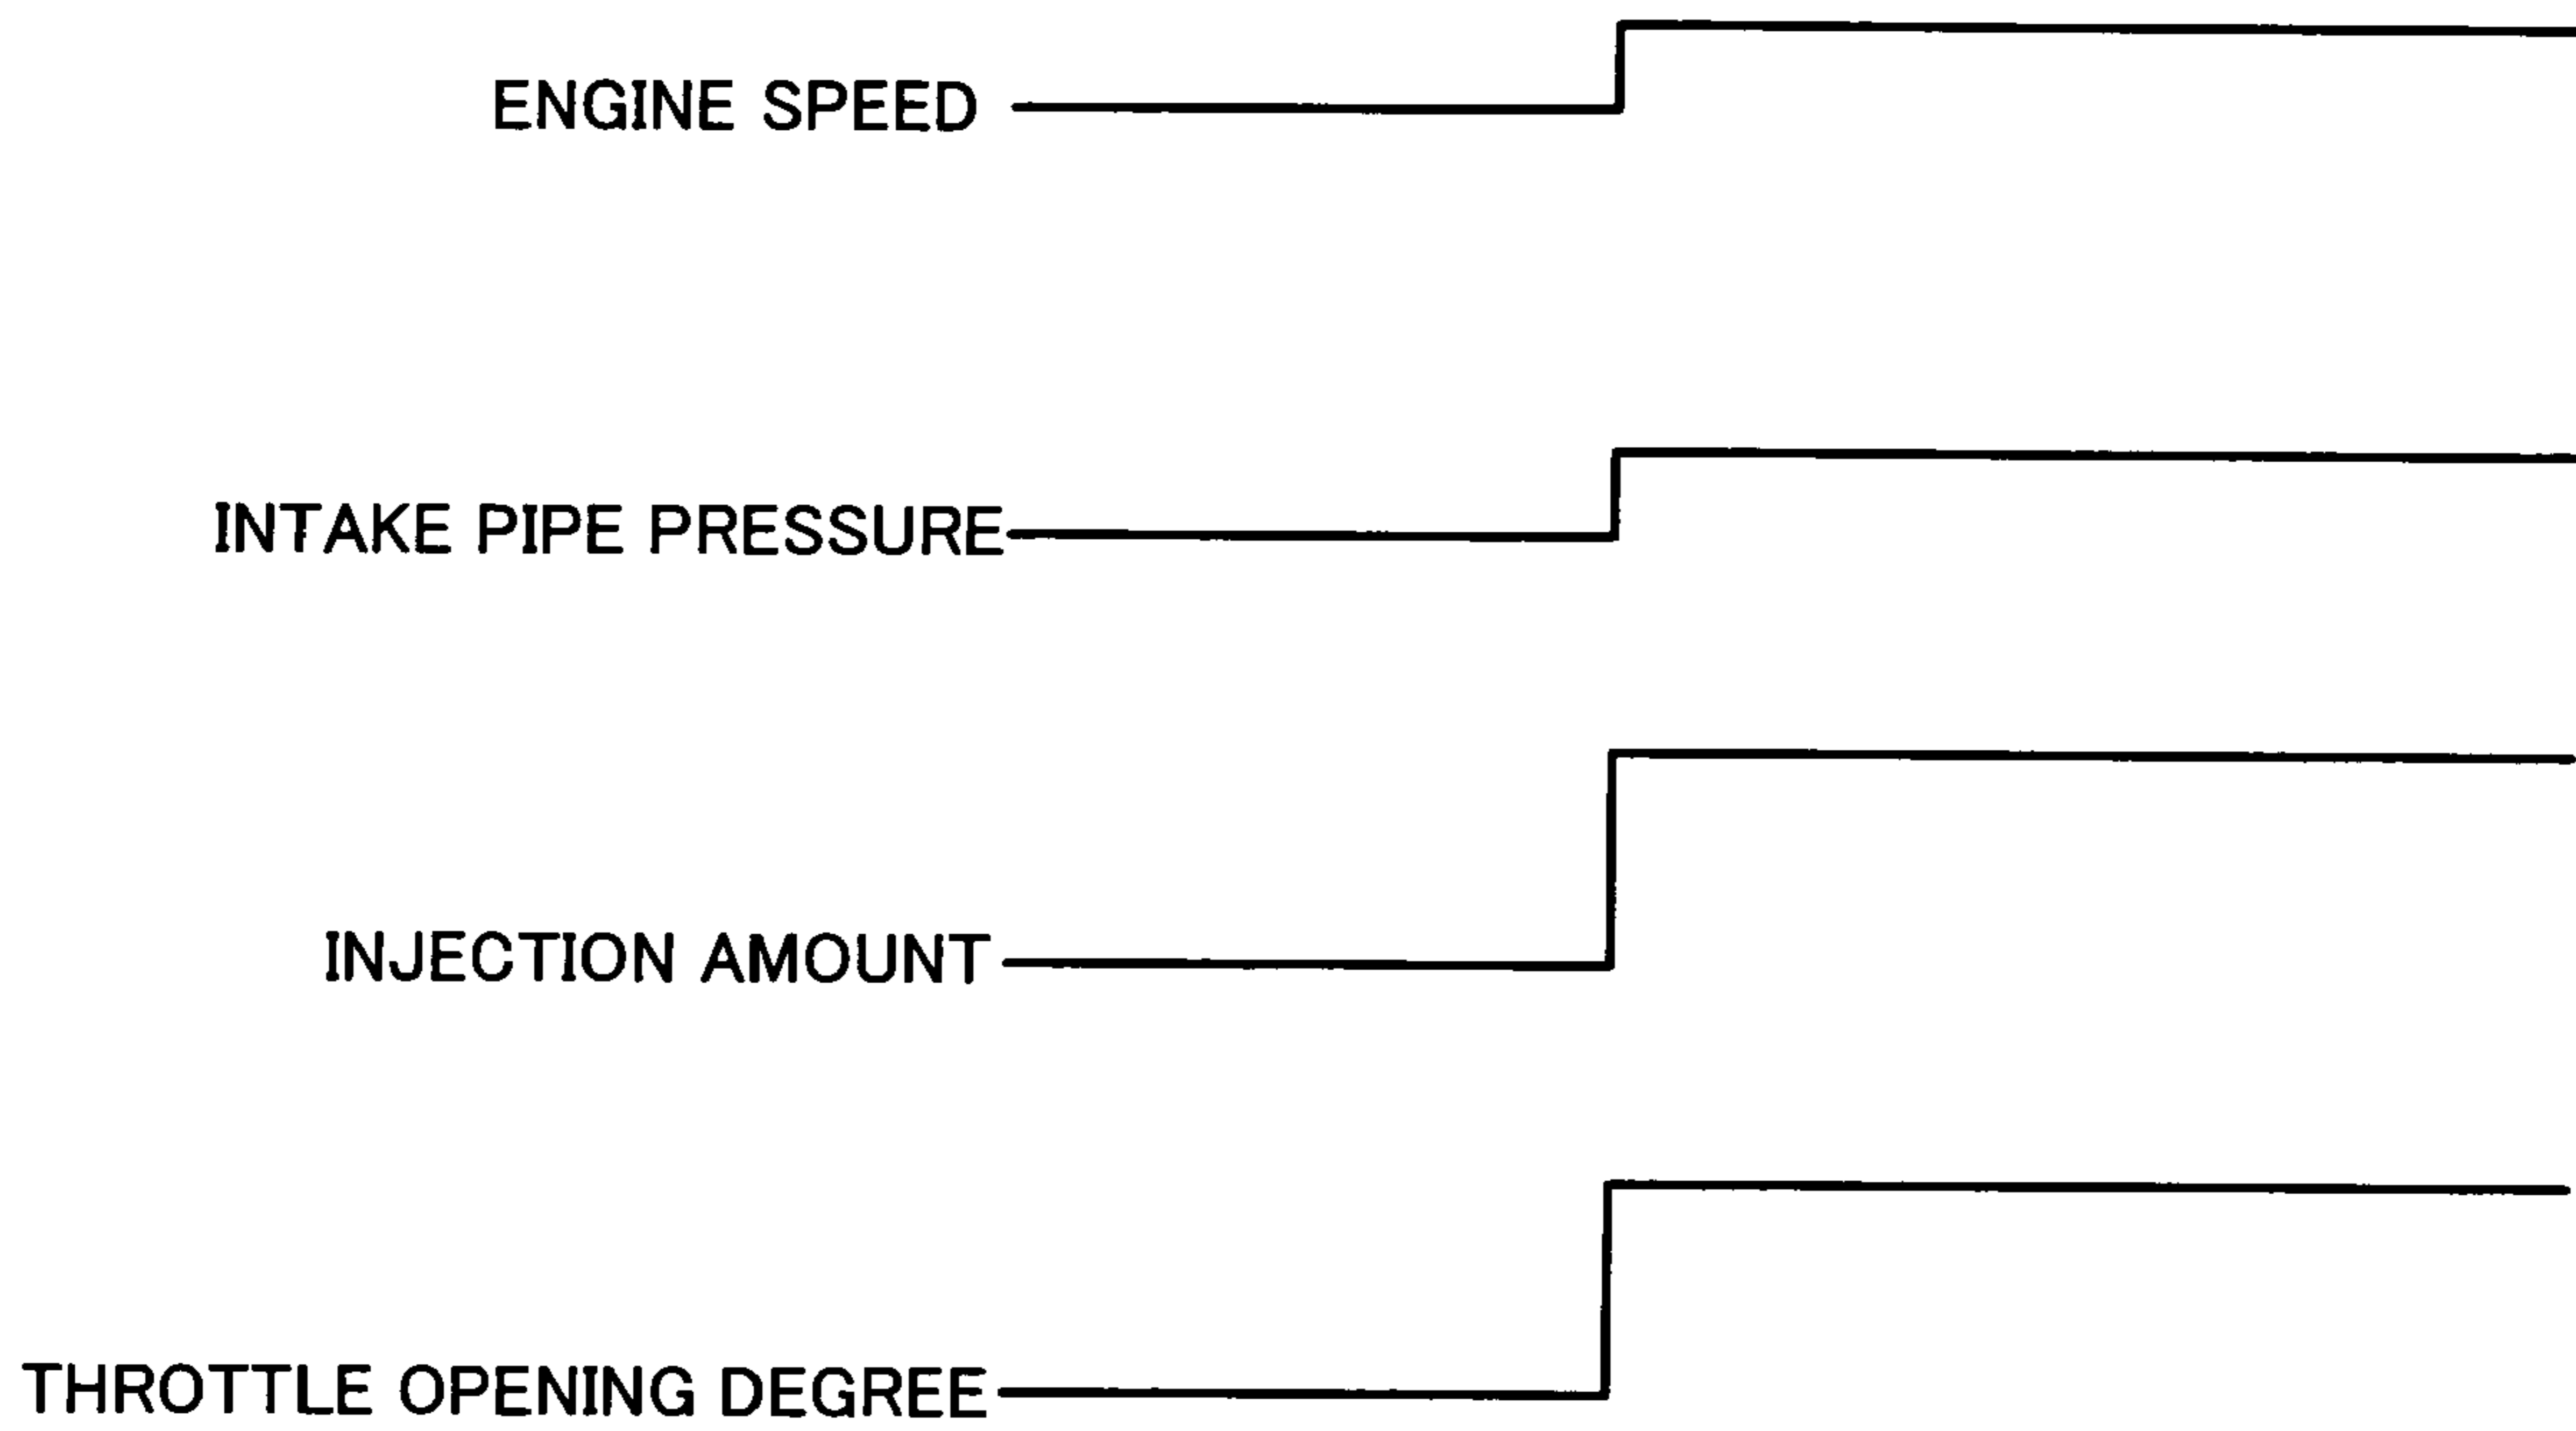 ENGINE SPEED
INTAKE PIPE PRESSURE
INJECTION AMOUNT
THROTTLE OPENING DEGREE